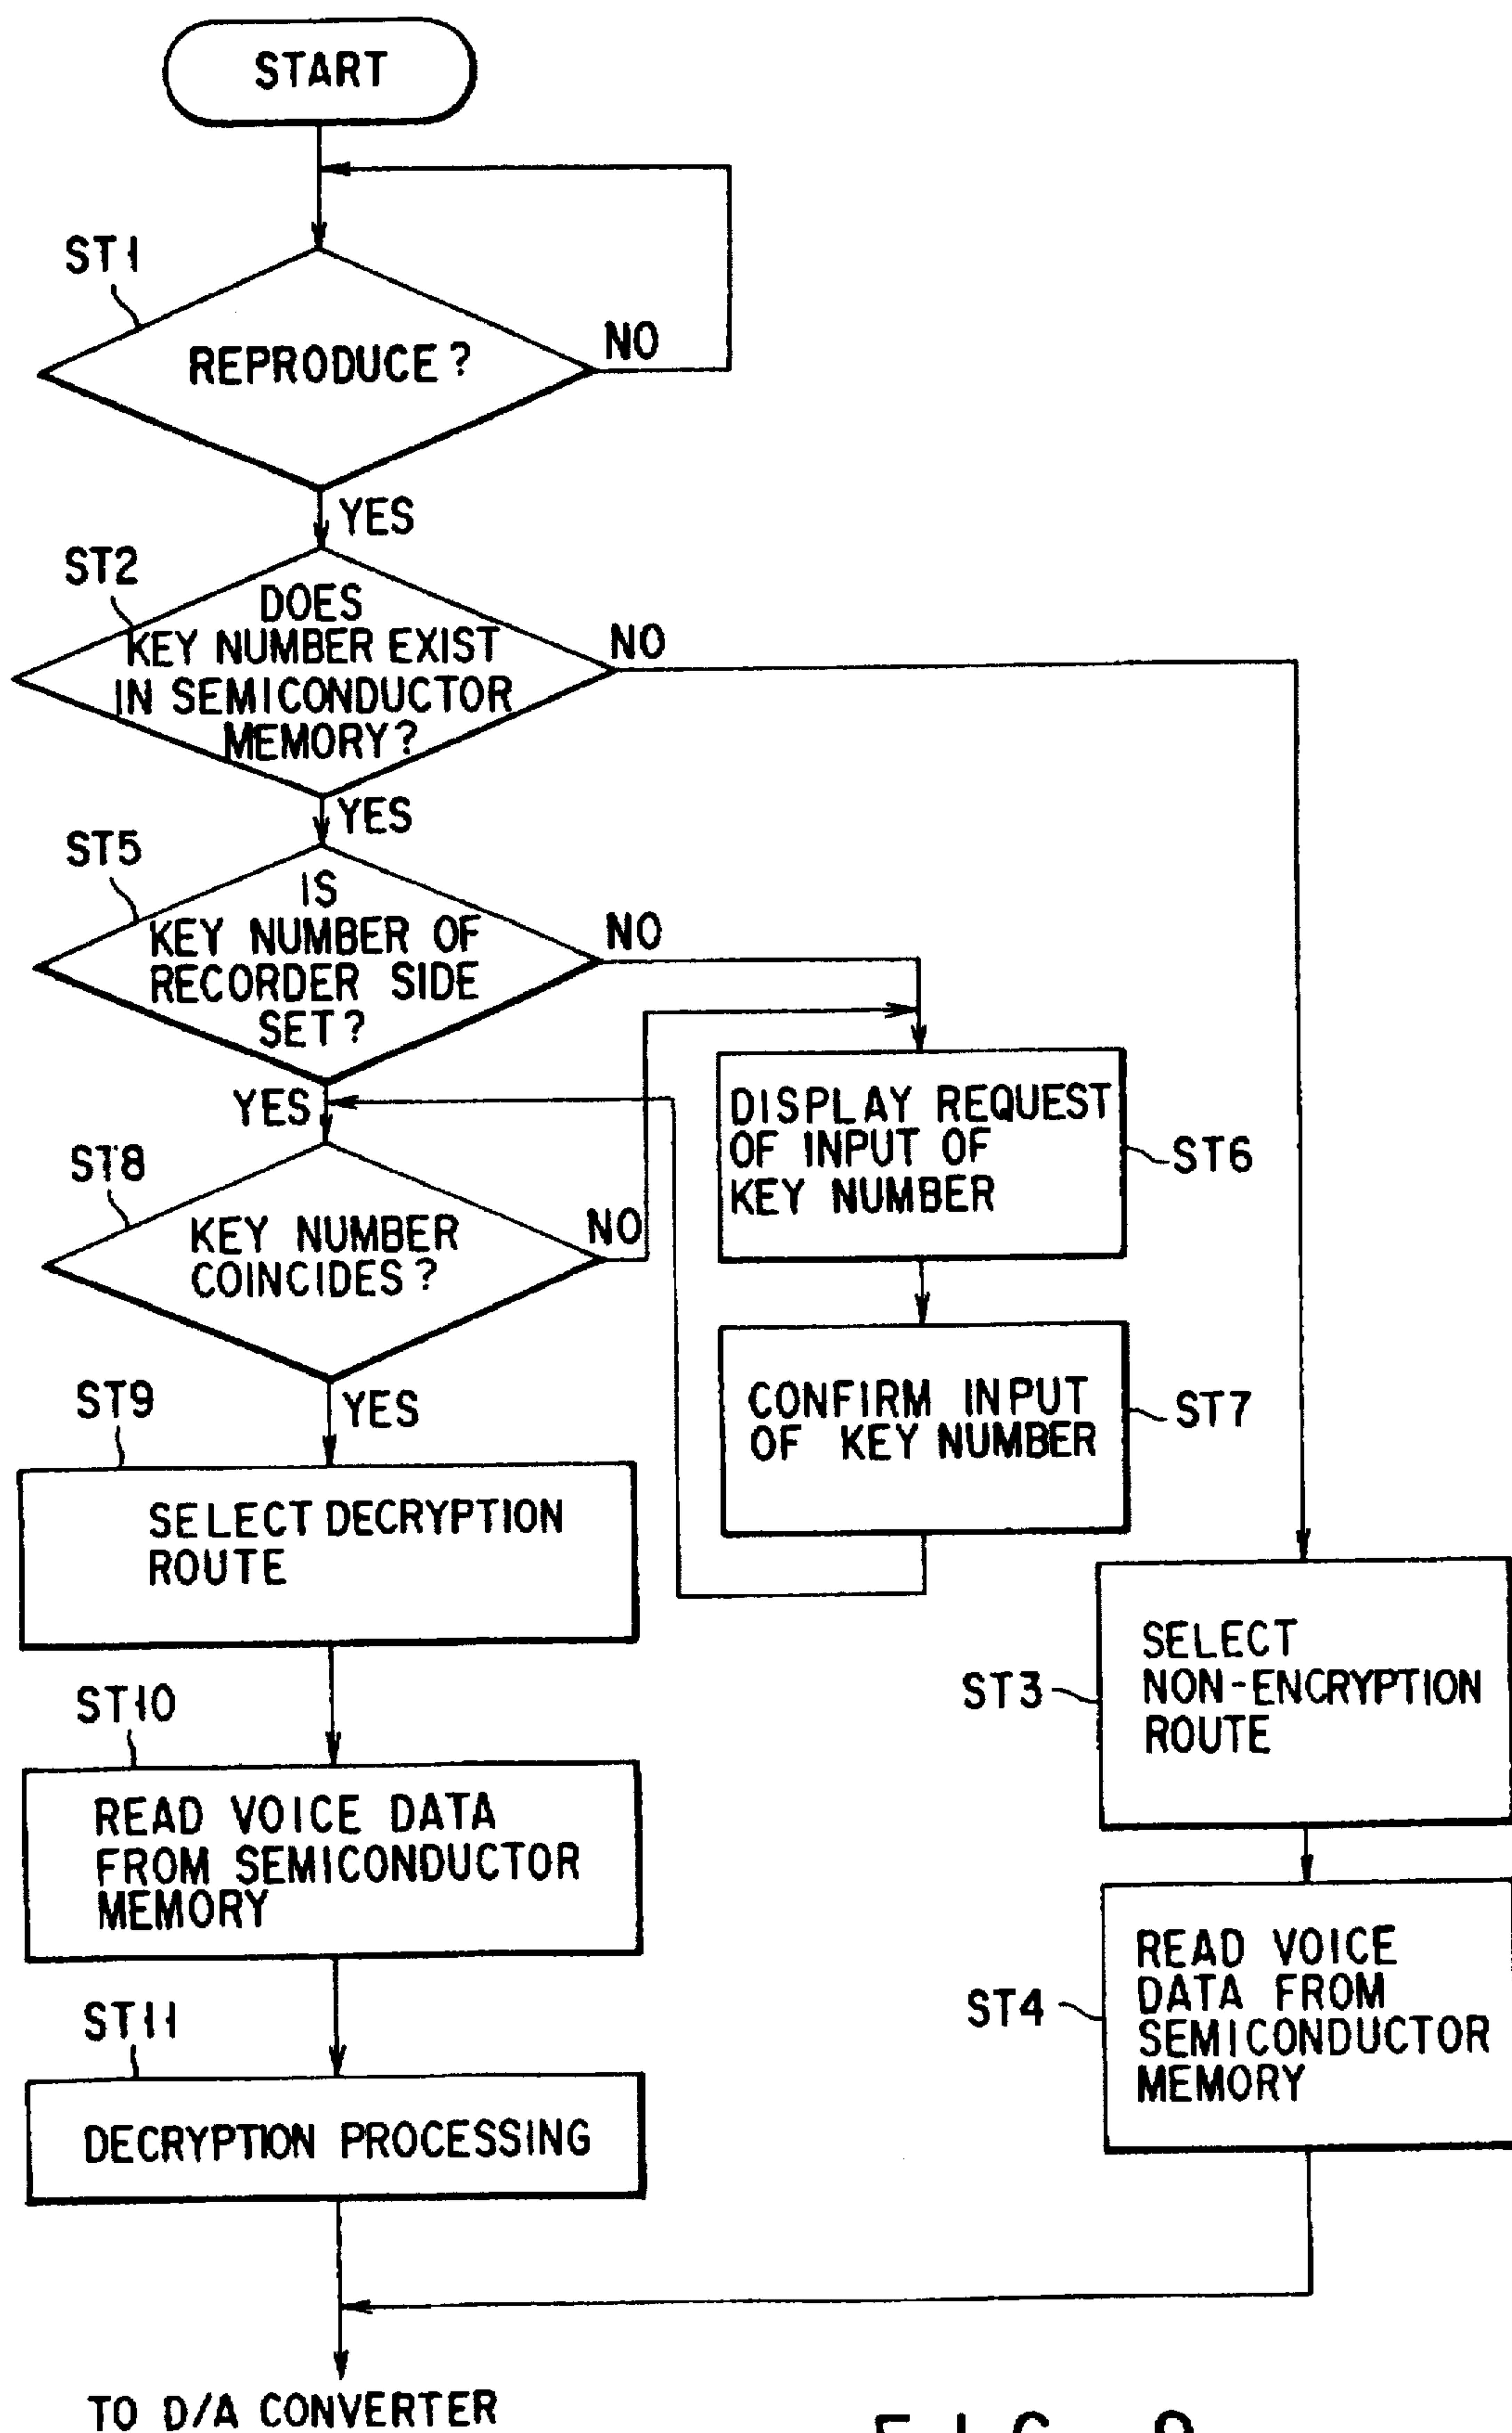 START
ST1
REPRODUCE?
NO
YES
ST2
DOES
KEY NUMBER EXIST
IN SEMICONDUCTOR
MEMORY?
NO
YES
ST5
IS
KEY NUMBER OF
RECORDER SIDE
SET?
NO
YES
DISPLAY REQUEST
OF INPUT OF
KEY NUMBER
ST6
ST8
KEY NUMBER
COINCIDES?
NO
YES
CONFIRM INPUT
OF KEY NUMBER
ST7
ST9
SELECT DECRYPTION
ROUTE
ST3
SELECT
NON-ENCRYPTION
ROUTE
ST10
READ VOICE DATA
FROM SEMICONDUCTOR
MEMORY
ST4
READ VOICE
DATA FROM
SEMICONDUCTOR
MEMORY
ST11
DECRYPTION PROCESSING
TO D/A CONVERTER